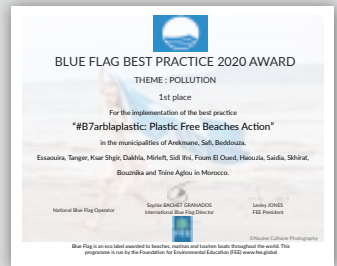 BLUE FLAG BEST PRACTICE 2020 AWARD
THEME : POLLUTION
1st place
For the implementation of the best practice
“#B7arblaplastic: Plastic Free Beaches Action”
in the municipalities of Arekmane, Safi, Beddouza,
Essaouira, Tanger, Ksar Shgir, Dakhla, Mirleft, Sidi Ifni, Foum El Oued, Haouzia, Saidia, Skhirat,
Bouznika and Tnine Aglou in Morocco.
National Blue Flag Operator
Sophie BACHET GRANADOS
International Blue Flag Director
Lesley JONES
FEE President
©Nicolae Calitone Photography
Blue Flag is an eco label awarded to beaches, marinas and tourism boats throughout the world. This
programme is run by the Foundation for Environmental Education (FEE) www.fee.global